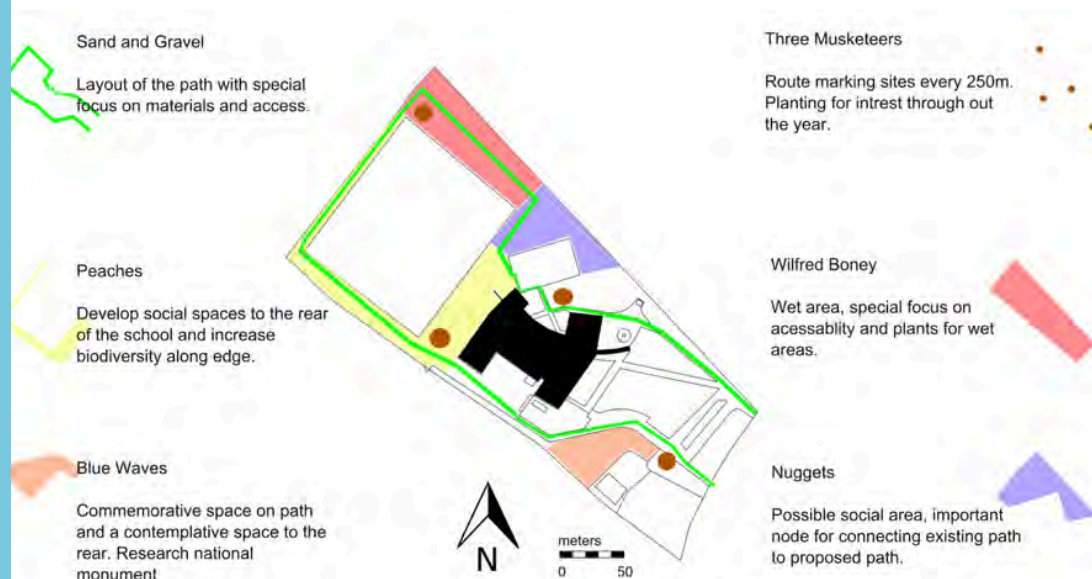 Sand and Gravel
Layout of the path with special
focus on materials and access.
Peaches
Develop social spaces to the rear
of the school and increase
biodiversity along edge.
Blue Waves
Commemorative space on path
and a contemplative space to the
rear. Research national
monument
N
meters
0 50
Three Musketeers
Route marking sites every 250m.
Planting for intrest through out
the year.
Wilfred Boney
Wet area, special focus on
acessablity and plants for wet
areas.
Nuggets
Possible social area, important
node for connecting existing path
to proposed path.